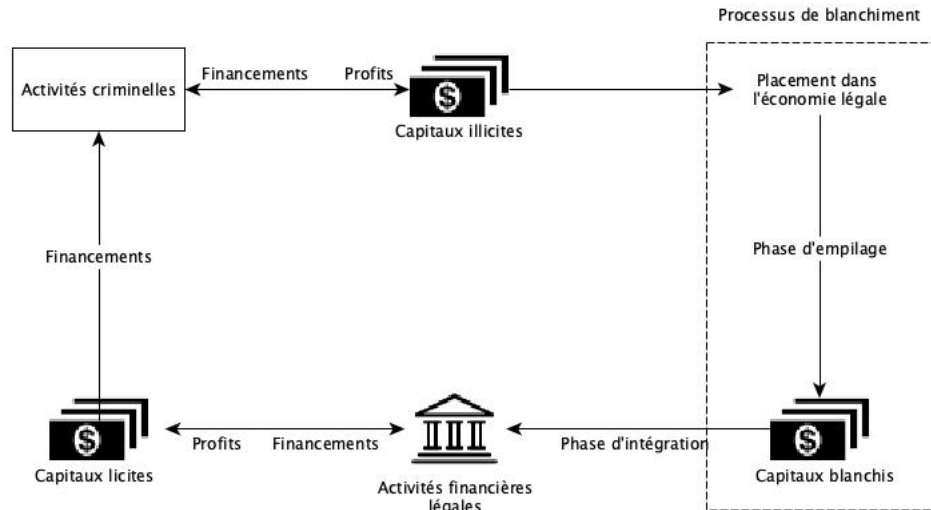 Processus de blanchiment
Activités criminelles
Financements
Profits
Capitaux illicites
Placement dans
l'économie légale
Financements
Phase d'empilage
Capitaux licites
Profits
Financements
Activités financières
légales
Phase d'intégration
Capitaux blanchis